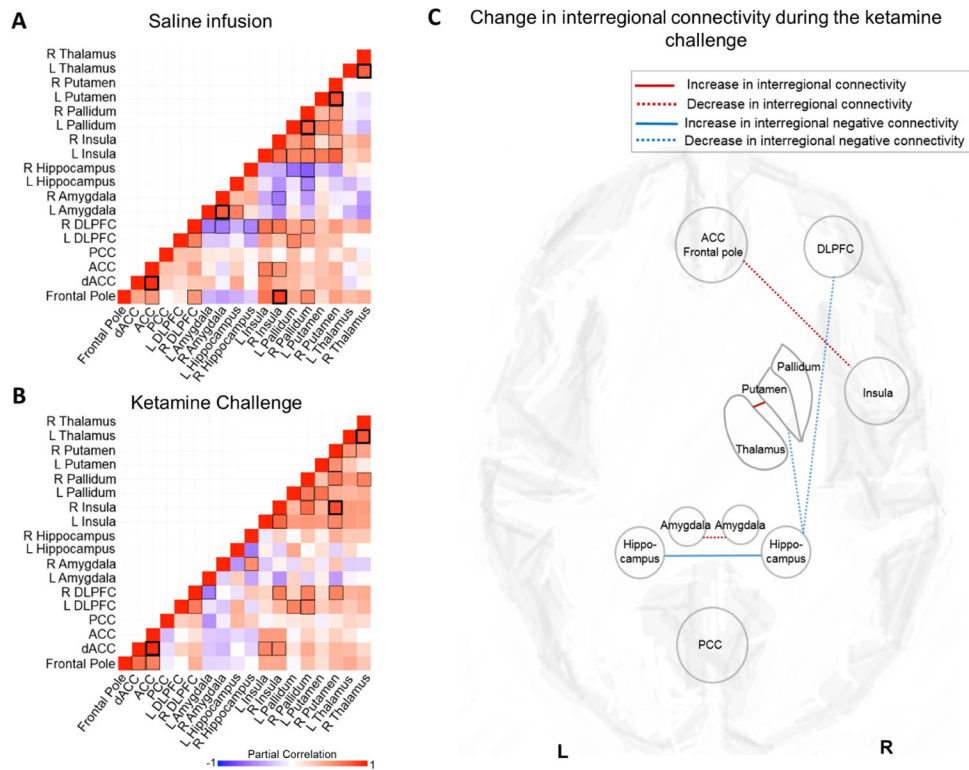 A
Saline infusion
R Thalamus
L Thalamus
R Putamen
L Putamen
R Pallidum
L Pallidum
R Insula
L Insula
R Hippocampus
L Hippocampus
R Amygdala
L Amygdala
R DLPFC
L DLPFC
PCC
ACC
dACC
Frontal Pole
Frontal Pole
dACC
ACC
PCC
L DLPFC
R DLPFC
L Amygdala
R Amygdala
L Hippocampus
R Hippocampus
L Insula
R Insula
L Pallidum
R Pallidum
L Putamen
R Putamen
L Thalamus
R Thalamus
B
Ketamine Challenge
R Thalamus
L Thalamus
R Putamen
L Putamen
R Pallidum
L Pallidum
R Insula
L Insula
R Hippocampus
L Hippocampus
R Amygdala
L Amygdala
R DLPFC
L DLPFC
PCC
ACC
dACC
Frontal Pole
Frontal Pole
dACC
ACC
PCC
L DLPFC
R DLPFC
L Amygdala
R Amygdala
L Hippocampus
R Hippocampus
L Insula
R Insula
L Pallidum
R Pallidum
L Putamen
R Putamen
L Thalamus
R Thalamus
Partial Correlation
-1 1
C
Change in interregional connectivity during the ketamine
challenge
Increase in interregional connectivity
Decrease in interregional connectivity
Increase in interregional negative connectivity
Decrease in interregional negative connectivity
ACC
Frontal pole
DLPFC
Pallidum
Putamen
Insula
Thalamus
Amygdala Amygdala
Hippo-
campus
Hippo-
campus
PCC
L R